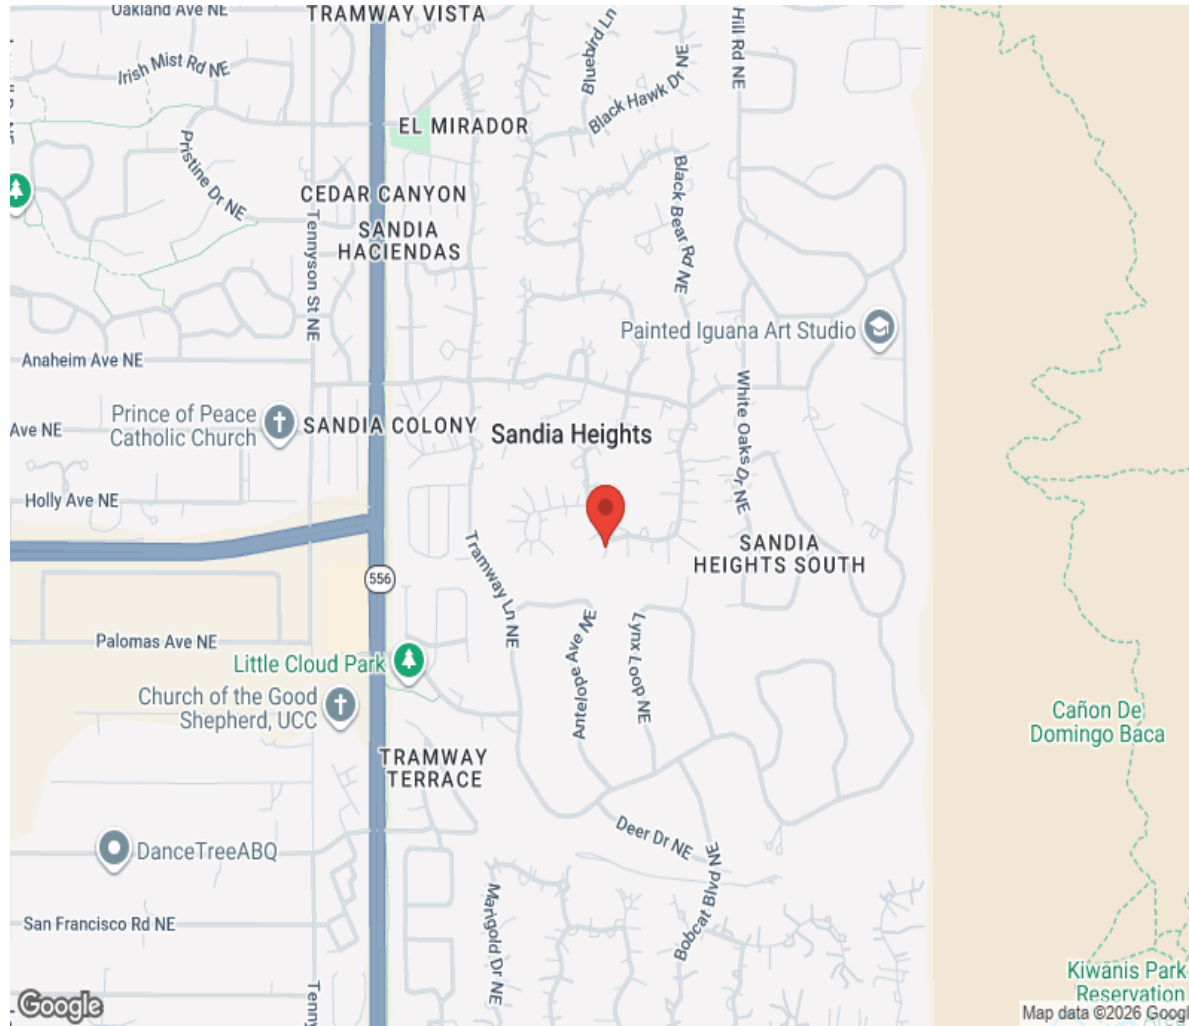 Oakland Ave NE
TRAMWAY VISTA
Irish Mist Rd NE
Bluebird Ln
Black Hawk Dr NE
Hill Rd NE
EL MIRADOR
Pristine Dr NE
CEDAR CANYON
SANDIA
HACIENDAS
Tennyson St NE
Black Bear Rd NE
Painted Iguana Art Studio
Anaheim Ave NE
Prince of Peace
Catholic Church
SANDIA COLONY
Sandia Heights
White Oaks Dr NE
Ave NE
Holly Ave NE
SANDIA
HEIGHTS SOUTH
Tramway Ln NE
556
Palomas Ave NE
Little Cloud Park
Antelope Ave NE
Lynx Loop NE
Church of the Good
Shepherd, UCC
Cañon De
Domingo Baca
TRAMWAY
TERRACE
Deer Dr NE
DanceTreeABQ
Bobcat Blvd NE
Marigold Dr NE
San Francisco Rd NE
Tenny
Kiwanis Park
Reservation
Google
Map data ©2026 Googl